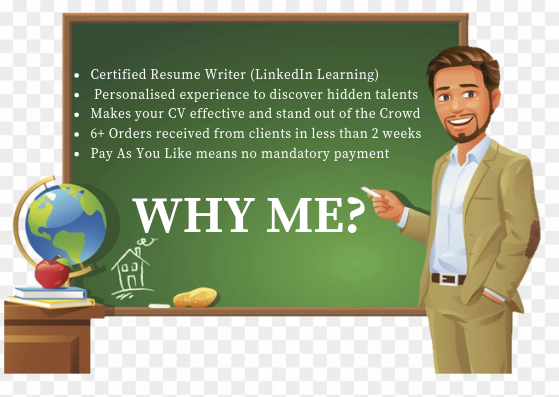 • Certified Resume Writer (LinkedIn Learning)
• Personalised experience to discover hidden talents
• Makes your CV effective and stand out of the Crowd
• 6+ Orders received from clients in less than 2 weeks
• Pay As You Like means no mandatory payment
WHY ME?